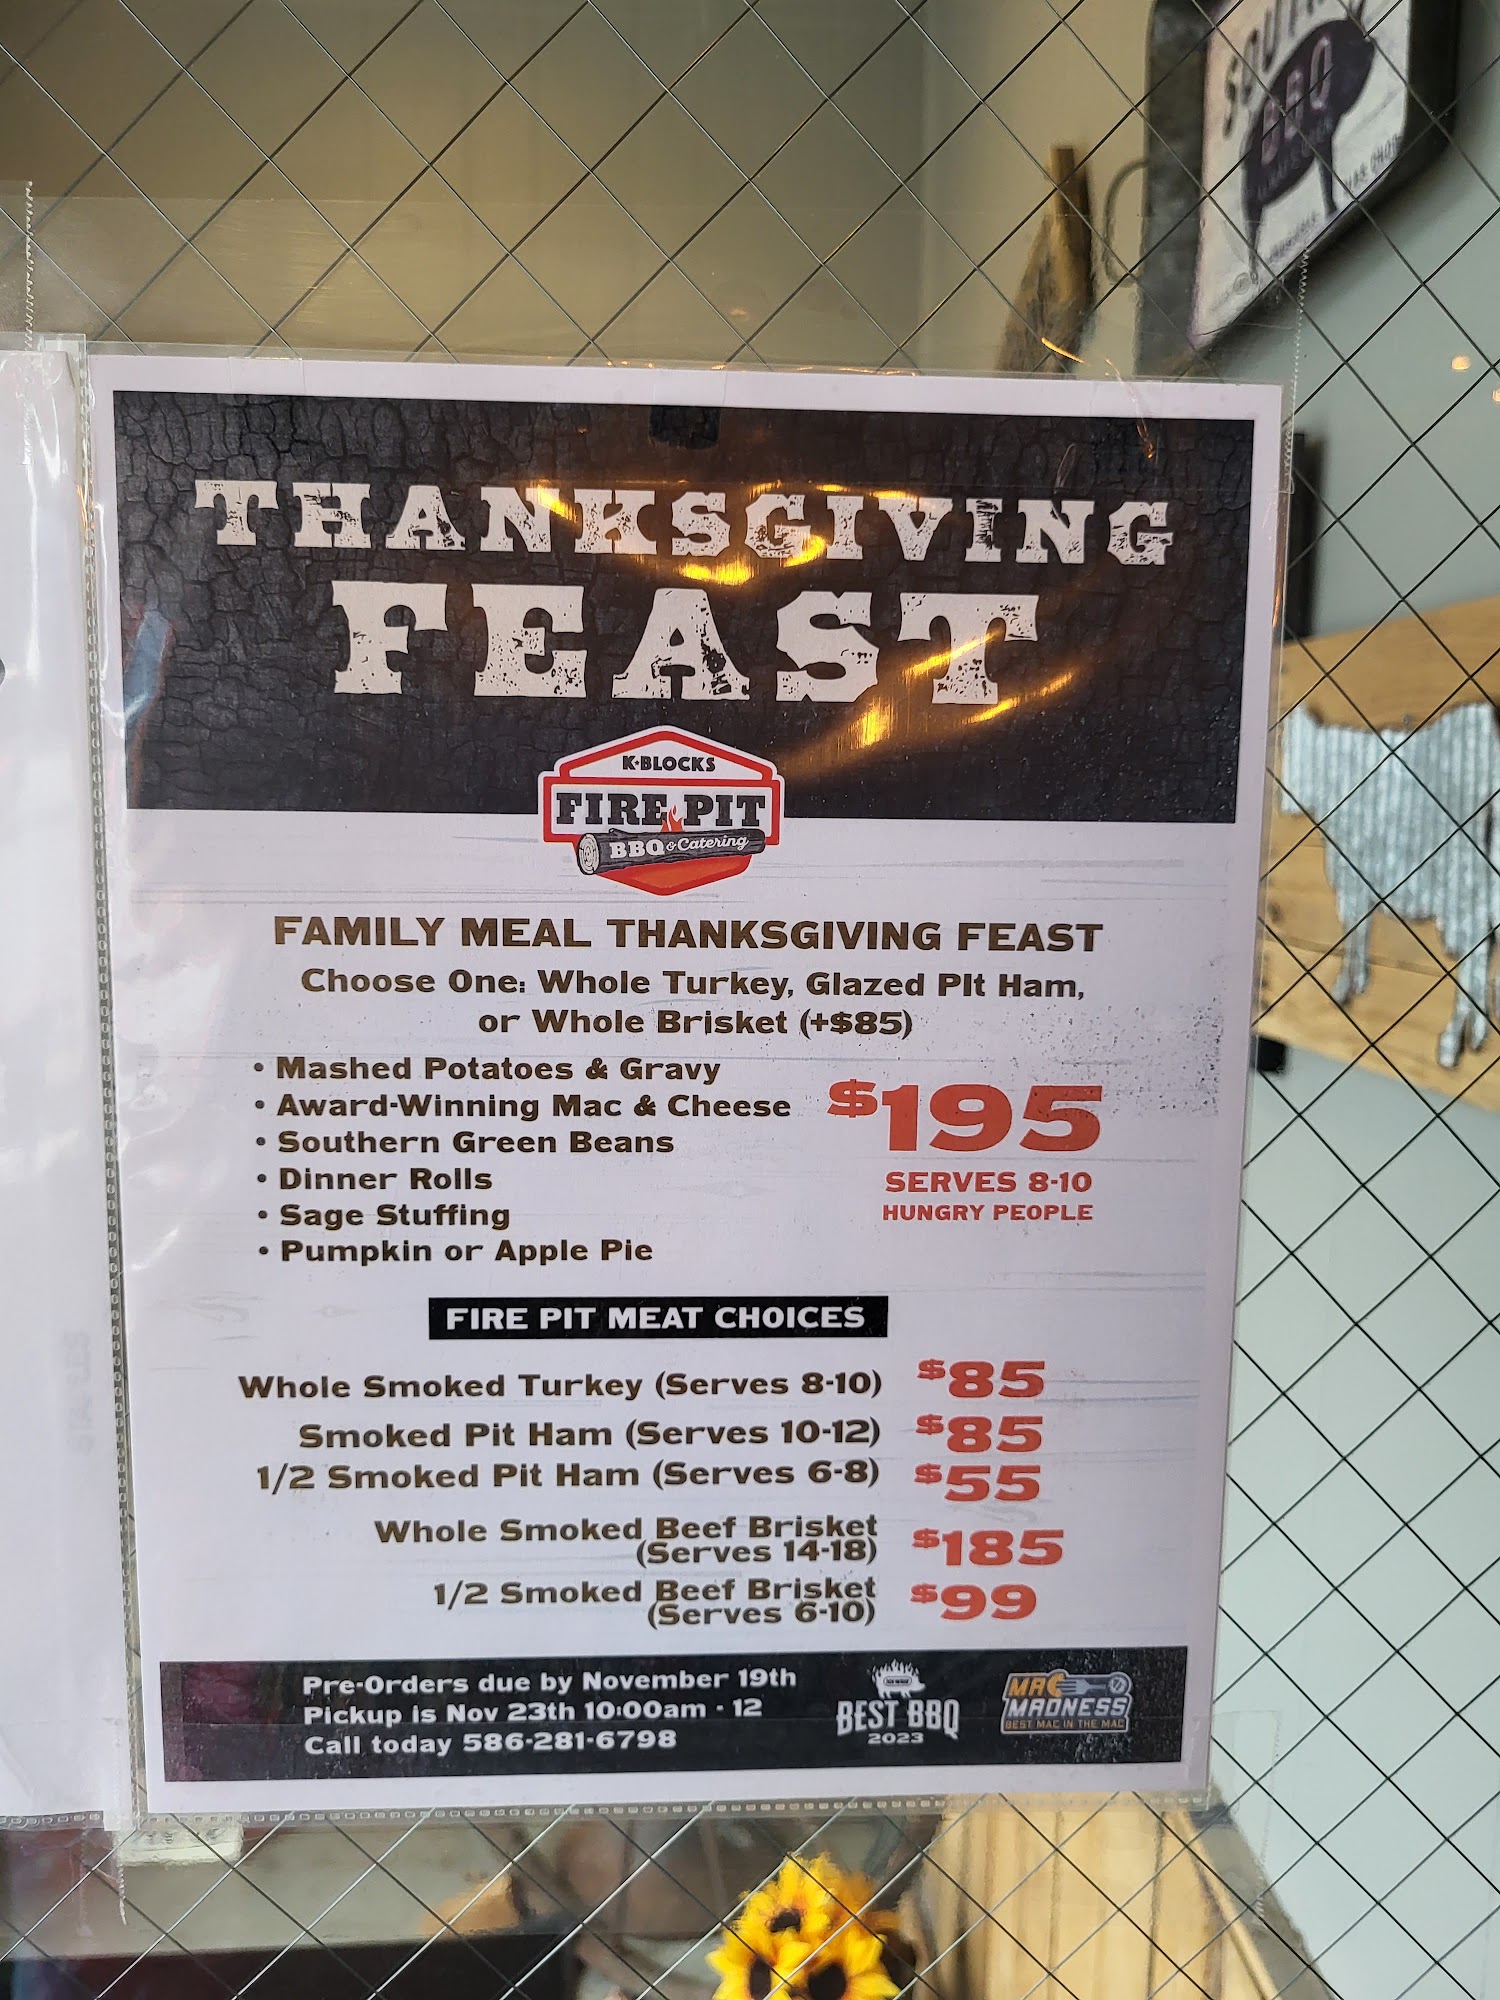 SOUTH
BBQ
THANKSGIVING
FEAST
K•BLOCKS
FIRE PIT
BBQ & Catering
FAMILY MEAL THANKSGIVING FEAST
Choose One: Whole Turkey, Glazed PIt Ham,
or Whole Brisket (+$85)
• Mashed Potatoes & Gravy
• Award-Winning Mac & Cheese
• Southern Green Beans
• Dinner Rolls
• Sage Stuffing
• Pumpkin or Apple Pie
$195
SERVES 8-10
HUNGRY PEOPLE
FIRE PIT MEAT CHOICES
Whole Smoked Turkey (Serves 8-10) $85
Smoked Pit Ham (Serves 10-12) $85
1/2 Smoked Pit Ham (Serves 6-8) $55
Whole Smoked Beef Brisket
(Serves 14-18) $185
1/2 Smoked Beef Brisket
(Serves 6-10) $99
Pre-Orders due by November 19th
Pickup is Nov 23th 10:00am - 12
Call today 586-281-6798
BEST BBQ
2023
MAC
MADNESS
BEST MAC IN THE MAC